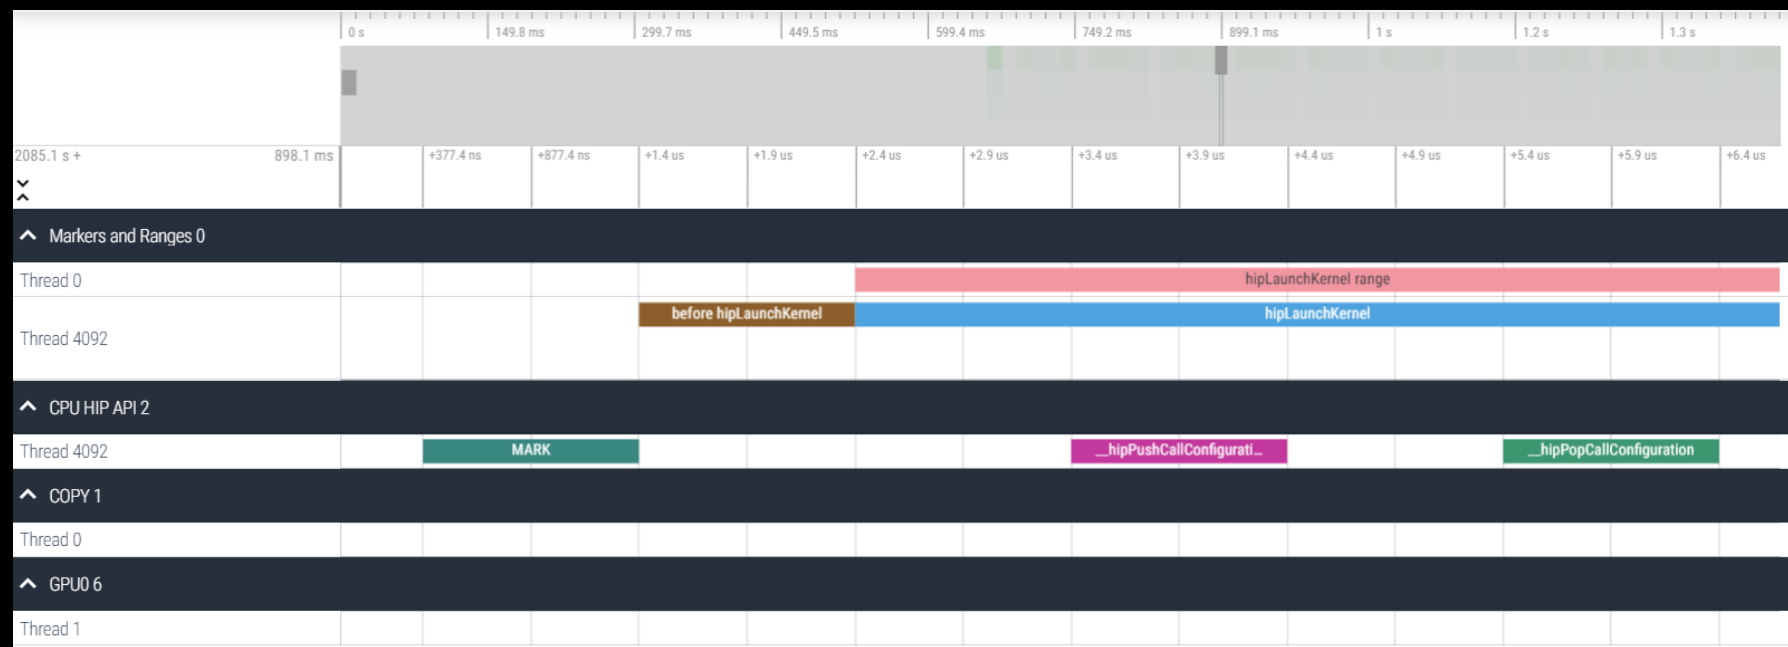 0 s 149.8 ms 299.7 ms 449.5 ms 599.4 ms 749.2 ms 899.1 ms 1 s 1.2 s 1.3 s
2085.1 s + 898.1 ms +377.4 ns +877.4 ns +1.4 us +1.9 us +2.4 us +2.9 us +3.4 us +3.9 us +4.4 us +4.9 us +5.4 us +5.9 us +6.4 us
Markers and Ranges 0
Thread 0 hipLaunchKernel range
before hipLaunchKernel hipLaunchKernel
Thread 4092
CPU HIP API 2
Thread 4092 MARK __hipPushCallConfigurati... __hipPopCallConfiguration
COPY 1
Thread 0
GPU0 6
Thread 1